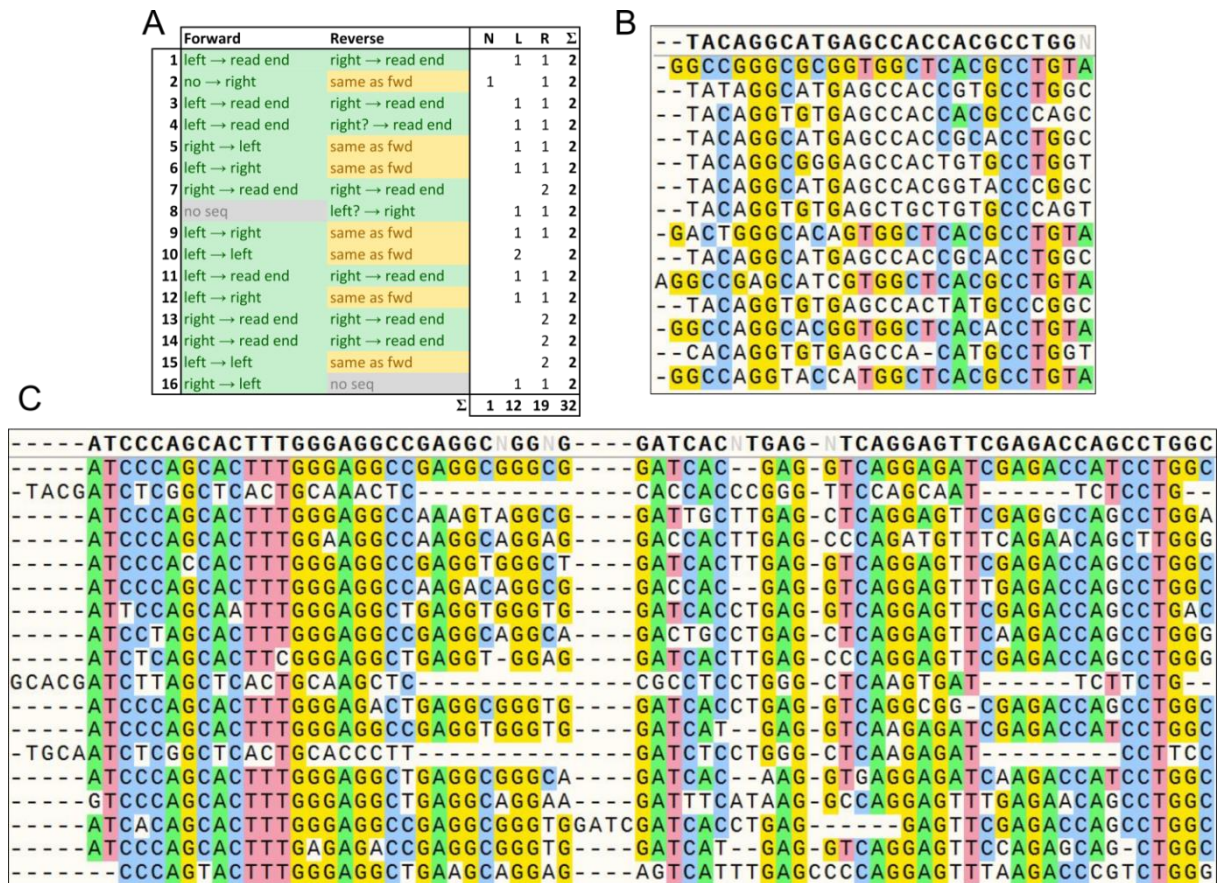 A
Forward Reverse N L R Σ
1 left → read end right → read end 1 1 2
2 no → right same as fwd 1 1 2
3 left → read end right → read end 1 1 2
4 left → read end right? → read end 1 1 2
5 right → left same as fwd 1 1 2
6 left → right same as fwd 1 1 2
7 right → read end right → read end 2 2
8 no seq left? → right 1 1 2
9 left → right same as fwd 1 1 2
10 left → left same as fwd 2 2
11 left → read end right → read end 1 1 2
12 left → right same as fwd 1 1 2
13 right → read end right → read end 2 2
14 right → read end right → read end 2 2
15 left → left same as fwd 2 2
16 right → left no seq 1 1 2
Σ 1 12 19 32
B
--TACAGGCATGAGCCACCACGCCTGGN
-GGCCGGGCGCGGTGGCTCACGCCTGTA
--TATAGGCATGAGCCACCGTGCCTGGC
--TACAGGTGTGAGCCACCACGCCCAGC
--TACAGGCATGAGCCACCGCACCTGGC
--TACAGGCGGGAGCCACTGTGCCTGGT
--TACAGGCATGAGCCACGGTACCCGGC
--TACAGGTGTGAGCTGCTGTGCCCAGT
-GACTGGGCACAGTGGCTCACGCCTGTA
--TACAGGCATGAGCCACCGCACCTGGC
AGGCCGAGCATCGTGGCTCACGCCTGTA
--TACAGGTGTGAGCCACTATGCCCGGC
-GGCCAGGCACGGTGGCTCACACCTGTA
--CACAGGTGTGAGCCA-CATGCCTGGT
-GGCCAGGTACCATGGCTCACGCCTGTA
C
-----ATCCCAGCACTTTGGGAGGCCGAGGCNGGNG----GATCACNTGAG-NTCAGGAGTTCGAGACCAGCCTGGC
-----ATCCCAGCACTTTGGGAGGCCGAGGCGGGCG----GATCAC--GAG-GTCAGGAGATCGAGACCATCCTGGC
-TACGATCTCGGCTCACTGCAAACTC--------------CACCACCCGGG-TTCCAGCAAT------TCTCCTG--
-----ATCCCAGCACTTTGGGAGGCCAAAGTAGGCG----GATTGCTTGAG-CTCAGGAGTTCGAGGCCAGCCTGGA
-----ATCCCAGCACTTTGGAAGGCCAAGGCAGGAG----GACCACTTGAG-CCCAGATGTTTCAGAACAGCTTGGG
-----ATCCCACCACTTTGGGAGGCCGAGGTGGGCT----GATCACTTGAG-GTCAGGAGTTCGAGACCAGCCTGGC
-----ATCCCAGCACTTTGGGAGGCCAAGACAGGCG----GACCAC--GAG-GTCAGGAGTTTGAGACCAGCCTGGC
-----ATTCCAGCAATTTGGGAGGCTGAGGTGGGTG----GATCACCTGAG-GTCAGGAGTTCGAGACCAGCCTGAC
-----ATCCTAGCACTTTGGGAGGCCGAGGCAGGCA----GACTGCCTGAG-CTCAGGAGTTCAAGACCAGCCTGGG
-----ATCTCAGCACTTCGGGAGGCTGAGGT-GGAG----GATCACTTGAG-CCCAGGAGTTCGAGACCAGCCTGGG
GCACGATCTTAGCTCACTGCAAGCTC--------------CGCCTCCTGGG-CTCAAGTGAT------TCTTCTG--
-----ATCCCAGCACTTTGGGAGACTGAGGCGGGTG----GATCACCTGAG-GTCAGGCGG-CGAGACCAGCCTGGC
-----ATCCCAGCACTTTGGGAGGCCGAGGTGGGTG----GATCAT--GAG-GTCAAGAGATCGAGACCATCCTGGC
-TGCAATCTCGGCTCACTGCACCCTT--------------GATCTCCTGGG-CTCAAGAGAT---------CCTTCC
-----ATCCCAGCACTTTGGGAGGCTGAGGCGGGCA----GATCAC--AAG-GTGAGGAGATCAAGACCATCCTGGC
-----GTCCCAGCACTTTGGGAGGCTGAGGCAGGAA----GATTTCATAAG-GCCAGGAGTTTGAGAACAGCCTGGC
-----ATCACAGCACTTTGGGAGGCCGAGGCGGGTGGATCGATCACCTGAG------GAGTTCGAGACCAGCCTGGC
-----ATCCCAGCACTTTGAGAGACCGAGGCGGGTG----GATCAT--GAG-GTCAGGAGTTCCAGAGCAG-CTGGC
-------CCCAGTACTTTGGGAGGCTGAAGCAGGAG----AGTCATTTGAGCCCCAGGAGTTTAAGACCCGTCTGGG